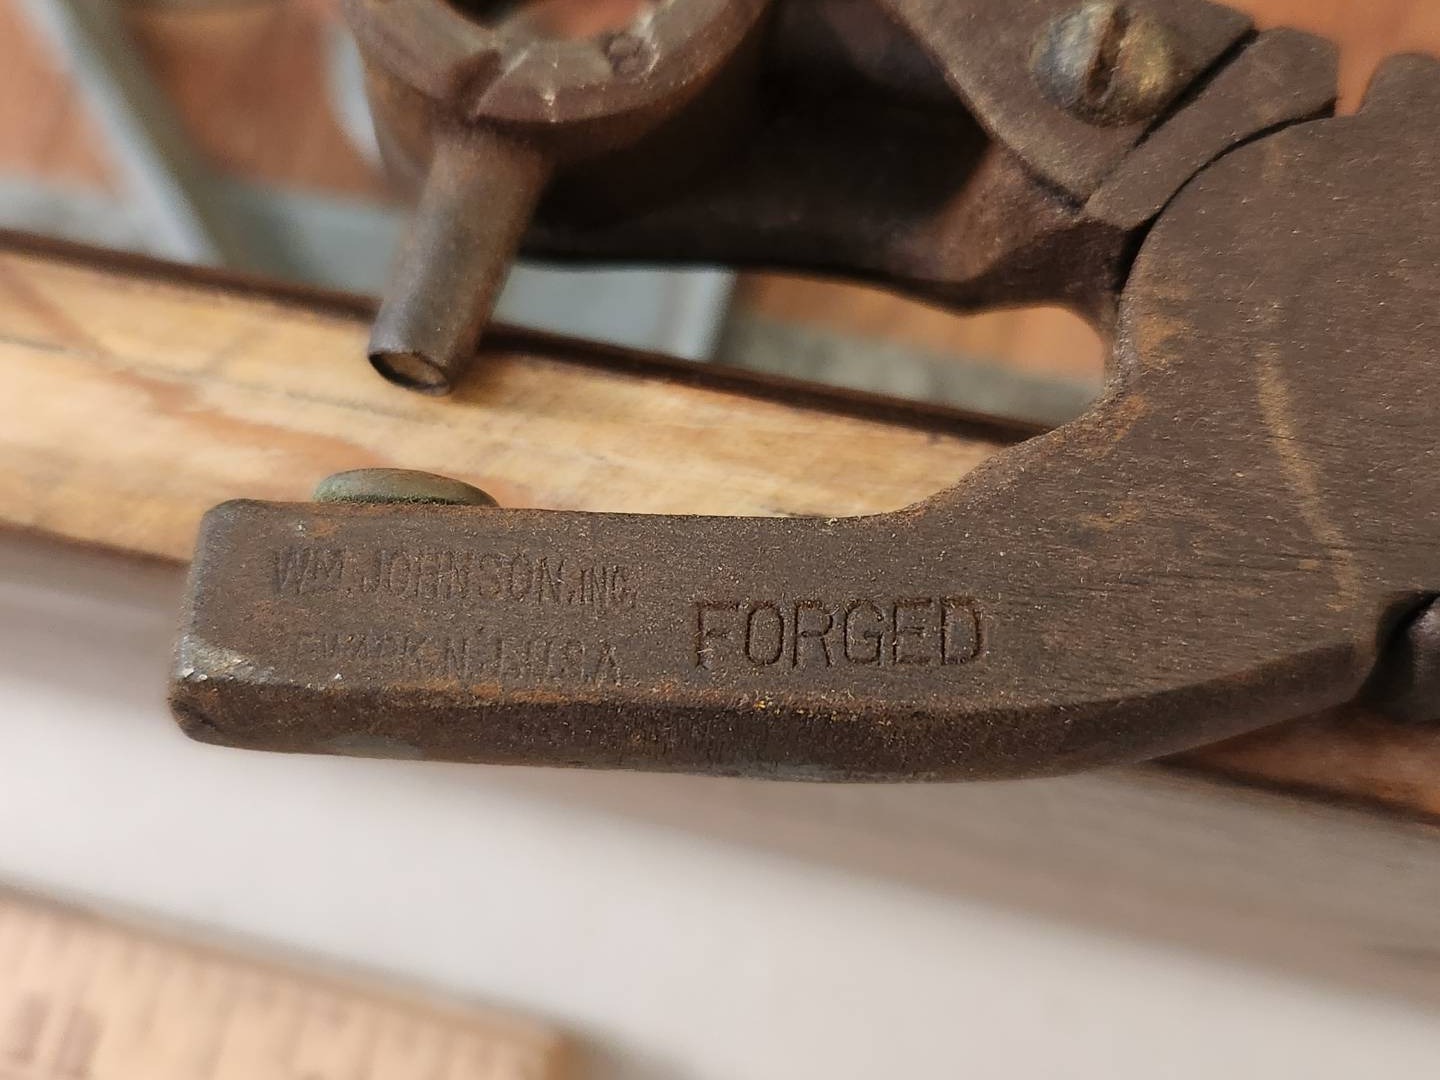 WM. JOHNSON, INC.
N.J. U.S.A
FORGED